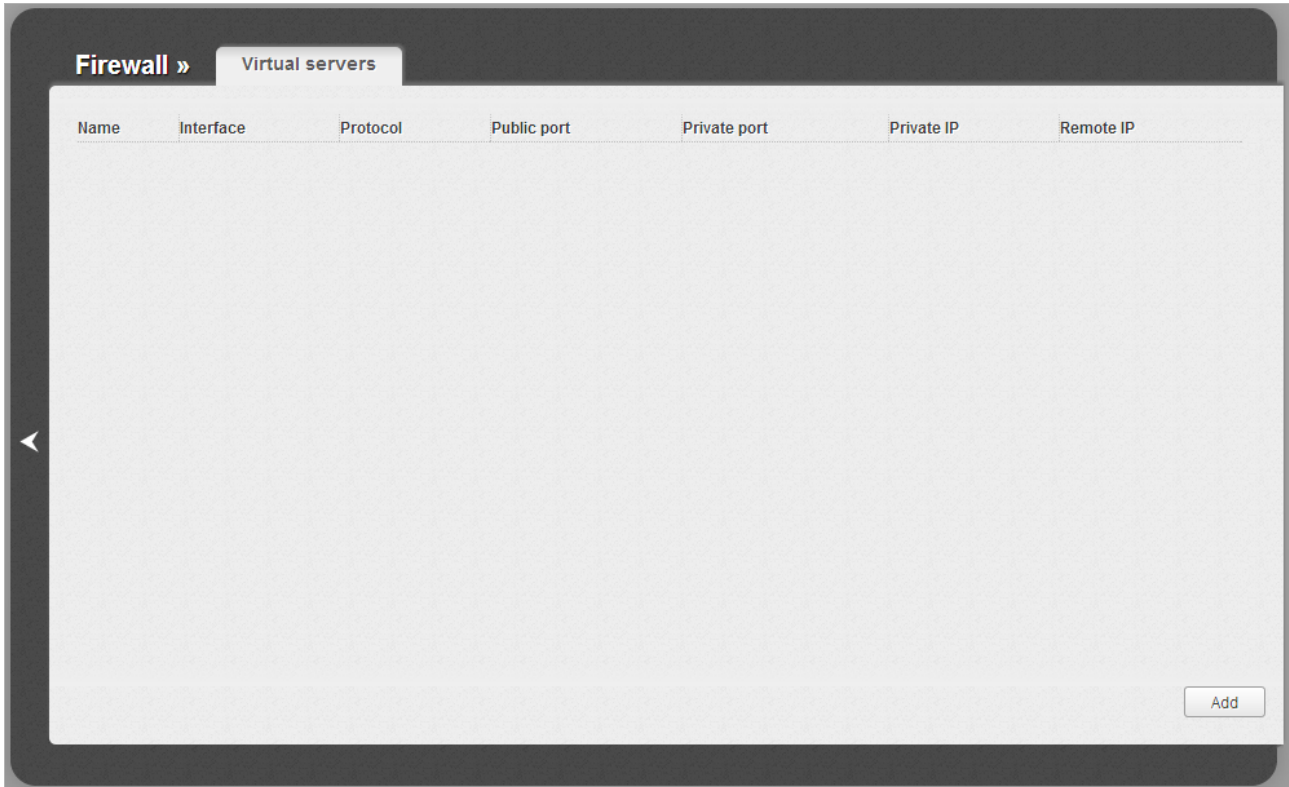 Firewall » Virtual servers
Name Interface Protocol Public port Private port Private IP Remote IP
Add